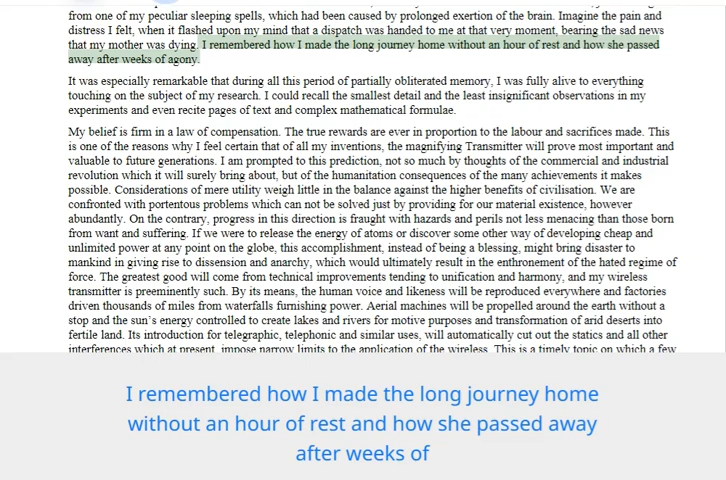 from one of my peculiar sleeping spells, which had been caused by prolonged exertion of the brain. Imagine the pain and
distress I felt, when it flashed upon my mind that a dispatch was handed to me at that very moment, bearing the sad news
that my mother was dying. I remembered how I made the long journey home without an hour of rest and how she passed
away after weeks of agony.
It was especially remarkable that during all this period of partially obliterated memory, I was fully alive to everything
touching on the subject of my research. I could recall the smallest detail and the least insignificant observations in my
experiments and even recite pages of text and complex mathematical formulae.
My belief is firm in a law of compensation. The true rewards are ever in proportion to the labour and sacrifices made. This
is one of the reasons why I feel certain that of all my inventions, the magnifying Transmitter will prove most important and
valuable to future generations. I am prompted to this prediction, not so much by thoughts of the commercial and industrial
revolution which it will surely bring about, but of the humanitation consequences of the many achievements it makes
possible. Considerations of mere utility weigh little in the balance against the higher benefits of civilisation. We are
confronted with portentous problems which can not be solved just by providing for our material existence, however
abundantly. On the contrary, progress in this direction is fraught with hazards and perils not less menacing than those born
from want and suffering. If we were to release the energy of atoms or discover some other way of developing cheap and
unlimited power at any point on the globe, this accomplishment, instead of being a blessing, might bring disaster to
mankind in giving rise to dissension and anarchy, which would ultimately result in the enthronement of the hated regime of
force. The greatest good will come from technical improvements tending to unification and harmony, and my wireless
transmitter is preeminently such. By its means, the human voice and likeness will be reproduced everywhere and factories
driven thousands of miles from waterfalls furnishing power. Aerial machines will be propelled around the earth without a
stop and the sun's energy controlled to create lakes and rivers for motive purposes and transformation of arid deserts into
fertile land. Its introduction for telegraphic, telephonic and similar uses, will automatically cut out the statics and all other
interferences which at present, impose narrow limits to the application of the wireless. This is a timely topic on which a few
I remembered how I made the long journey home
without an hour of rest and how she passed away
after weeks of